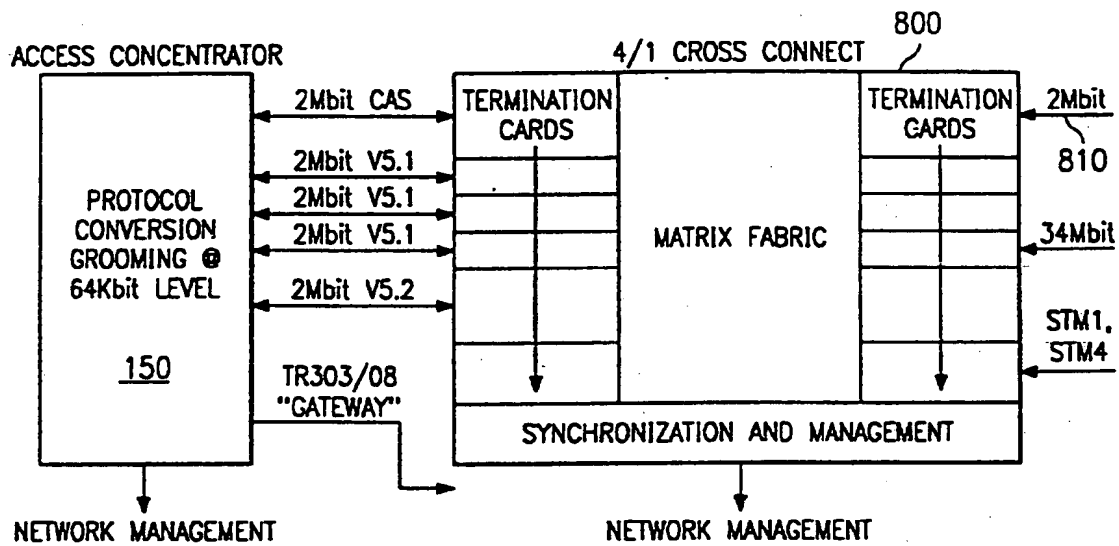 800
ACCESS CONCENTRATOR
4/1 CROSS CONNECT
2Mbit CAS
TERMINATION
CARDS
TERMINATION
CARDS
2Mbit
810
2Mbit V5.1
2Mbit V5.1
2Mbit V5.1
2Mbit V5.2
PROTOCOL
CONVERSION
GROOMING @
64Kbit LEVEL
150
MATRIX FABRIC
34Mbit
STM1.
STM4
TR303/08
"GATEWAY"
SYNCHRONIZATION AND MANAGEMENT
NETWORK MANAGEMENT
NETWORK MANAGEMENT